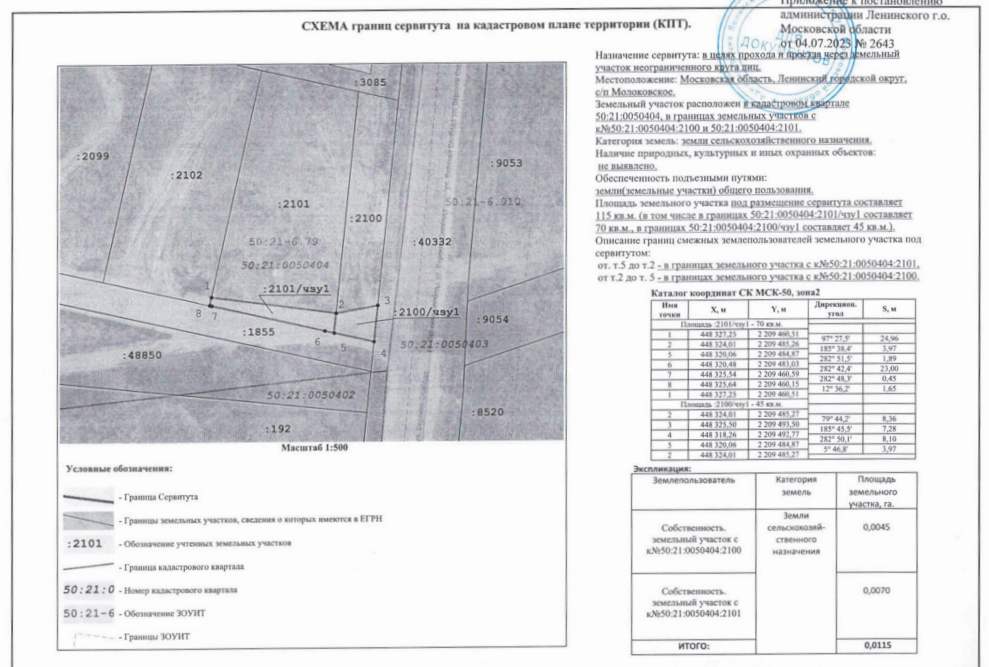 Приложение к постановлению
администрации Ленинского г.о.
Московской области
от 04.07.2023 № 2643
СХЕМА границ сервитута на кадастровом плане территории (КПТ).
Назначение сервитута: в целях прохода и проезда через земельный
участок неограниченного круга лиц.
Местоположение: Московская область, Ленинский городской округ,
с/п Молоковское.
Земельный участок расположен в кадастровом квартале
50:21:0050404, в границах земельных участков с
к№50:21:0050404:2100 и 50:21:0050404:2101.
Категория земель: земли сельскохозяйственного назначения.
Наличие природных, культурных и иных охранных объектов:
не выявлено.
Обеспеченность подъезными путями:
земли(земельные участки) общего пользования.
Площадь земельного участка под размещение сервитута составляет
115 кв.м. (в том числе в границах 50:21:0050404:2101/чзу1 составляет
70 кв.м., в границах 50:21:0050404:2100/чзу1 составляет 45 кв.м.).
Описание границ смежных землепользователей земельного участка под
сервитутом:
от. т.5 до т.2 - в границах земельного участка с к№50:21:0050404:2101,
от т.2 до т. 5 - в границах земельного участка с к№50:21:0050404:2100.
:3085
:2099
:2102
:9053
:2101
:2100
50:21-6.910
50:21-6.79
:40332
50:21:0050404
:2101/чзу1
1
8
7
2
3
:2100/чзу1
:9054
:1855
6
5
4
:48850
50:21:0050403
50:21:0050402
:8520
:192
Масштаб 1:500
Условные обозначения:
- Граница Сервитута
- Границы земельных участков, сведения о которых имеются в ЕГРН
:2101 - Обозначение учтенных земельных участков
- Граница кадастрового квартала
50:21:0 - Номер кадастрового квартала
50:21-6 - Обозначение ЗОУИТ
- Границы ЗОУИТ
Каталог координат СК МСК-50, зона2
Имя точки X, м Y, м Дирекцион. угол S, м
Площадь :2101/чзу1 - 70 кв.м.
1 448 327,25 2 209 460,51
97° 27,5' 24,96
2 448 324,01 2 209 485,26
185° 38,4' 3,97
5 448 320,06 2 209 484,87
282° 51,5' 1,89
6 448 320,48 2 209 483,03
282° 42,4' 23,00
7 448 325,54 2 209 460,59
282° 48,3' 0,45
8 448 325,64 2 209 460,15
12° 36,2' 1,65
1 448 327,25 2 209 460,51
Площадь :2100/чзу1 - 45 кв.м.
2 448 324,01 2 209 485,27
79° 44,2' 8,36
3 448 325,50 2 209 493,50
185° 45,5' 7,28
4 448 318,26 2 209 492,77
282° 50,1' 8,10
5 448 320,06 2 209 484,87
5° 46,8' 3,97
2 448 324,01 2 209 485,27
Экспликация:
Землепользователь Категория земель Площадь земельного участка, га.
Собственность.
земельный участок с
к№50:21:0050404:2100
Земли
сельскохозяй-
ственного
назначения
0,0045
Собственность.
земельный участок с
к№50:21:0050404:2101
0,0070
ИТОГО: 0,0115
ДЛЯ
ДОКУМЕНТОВ